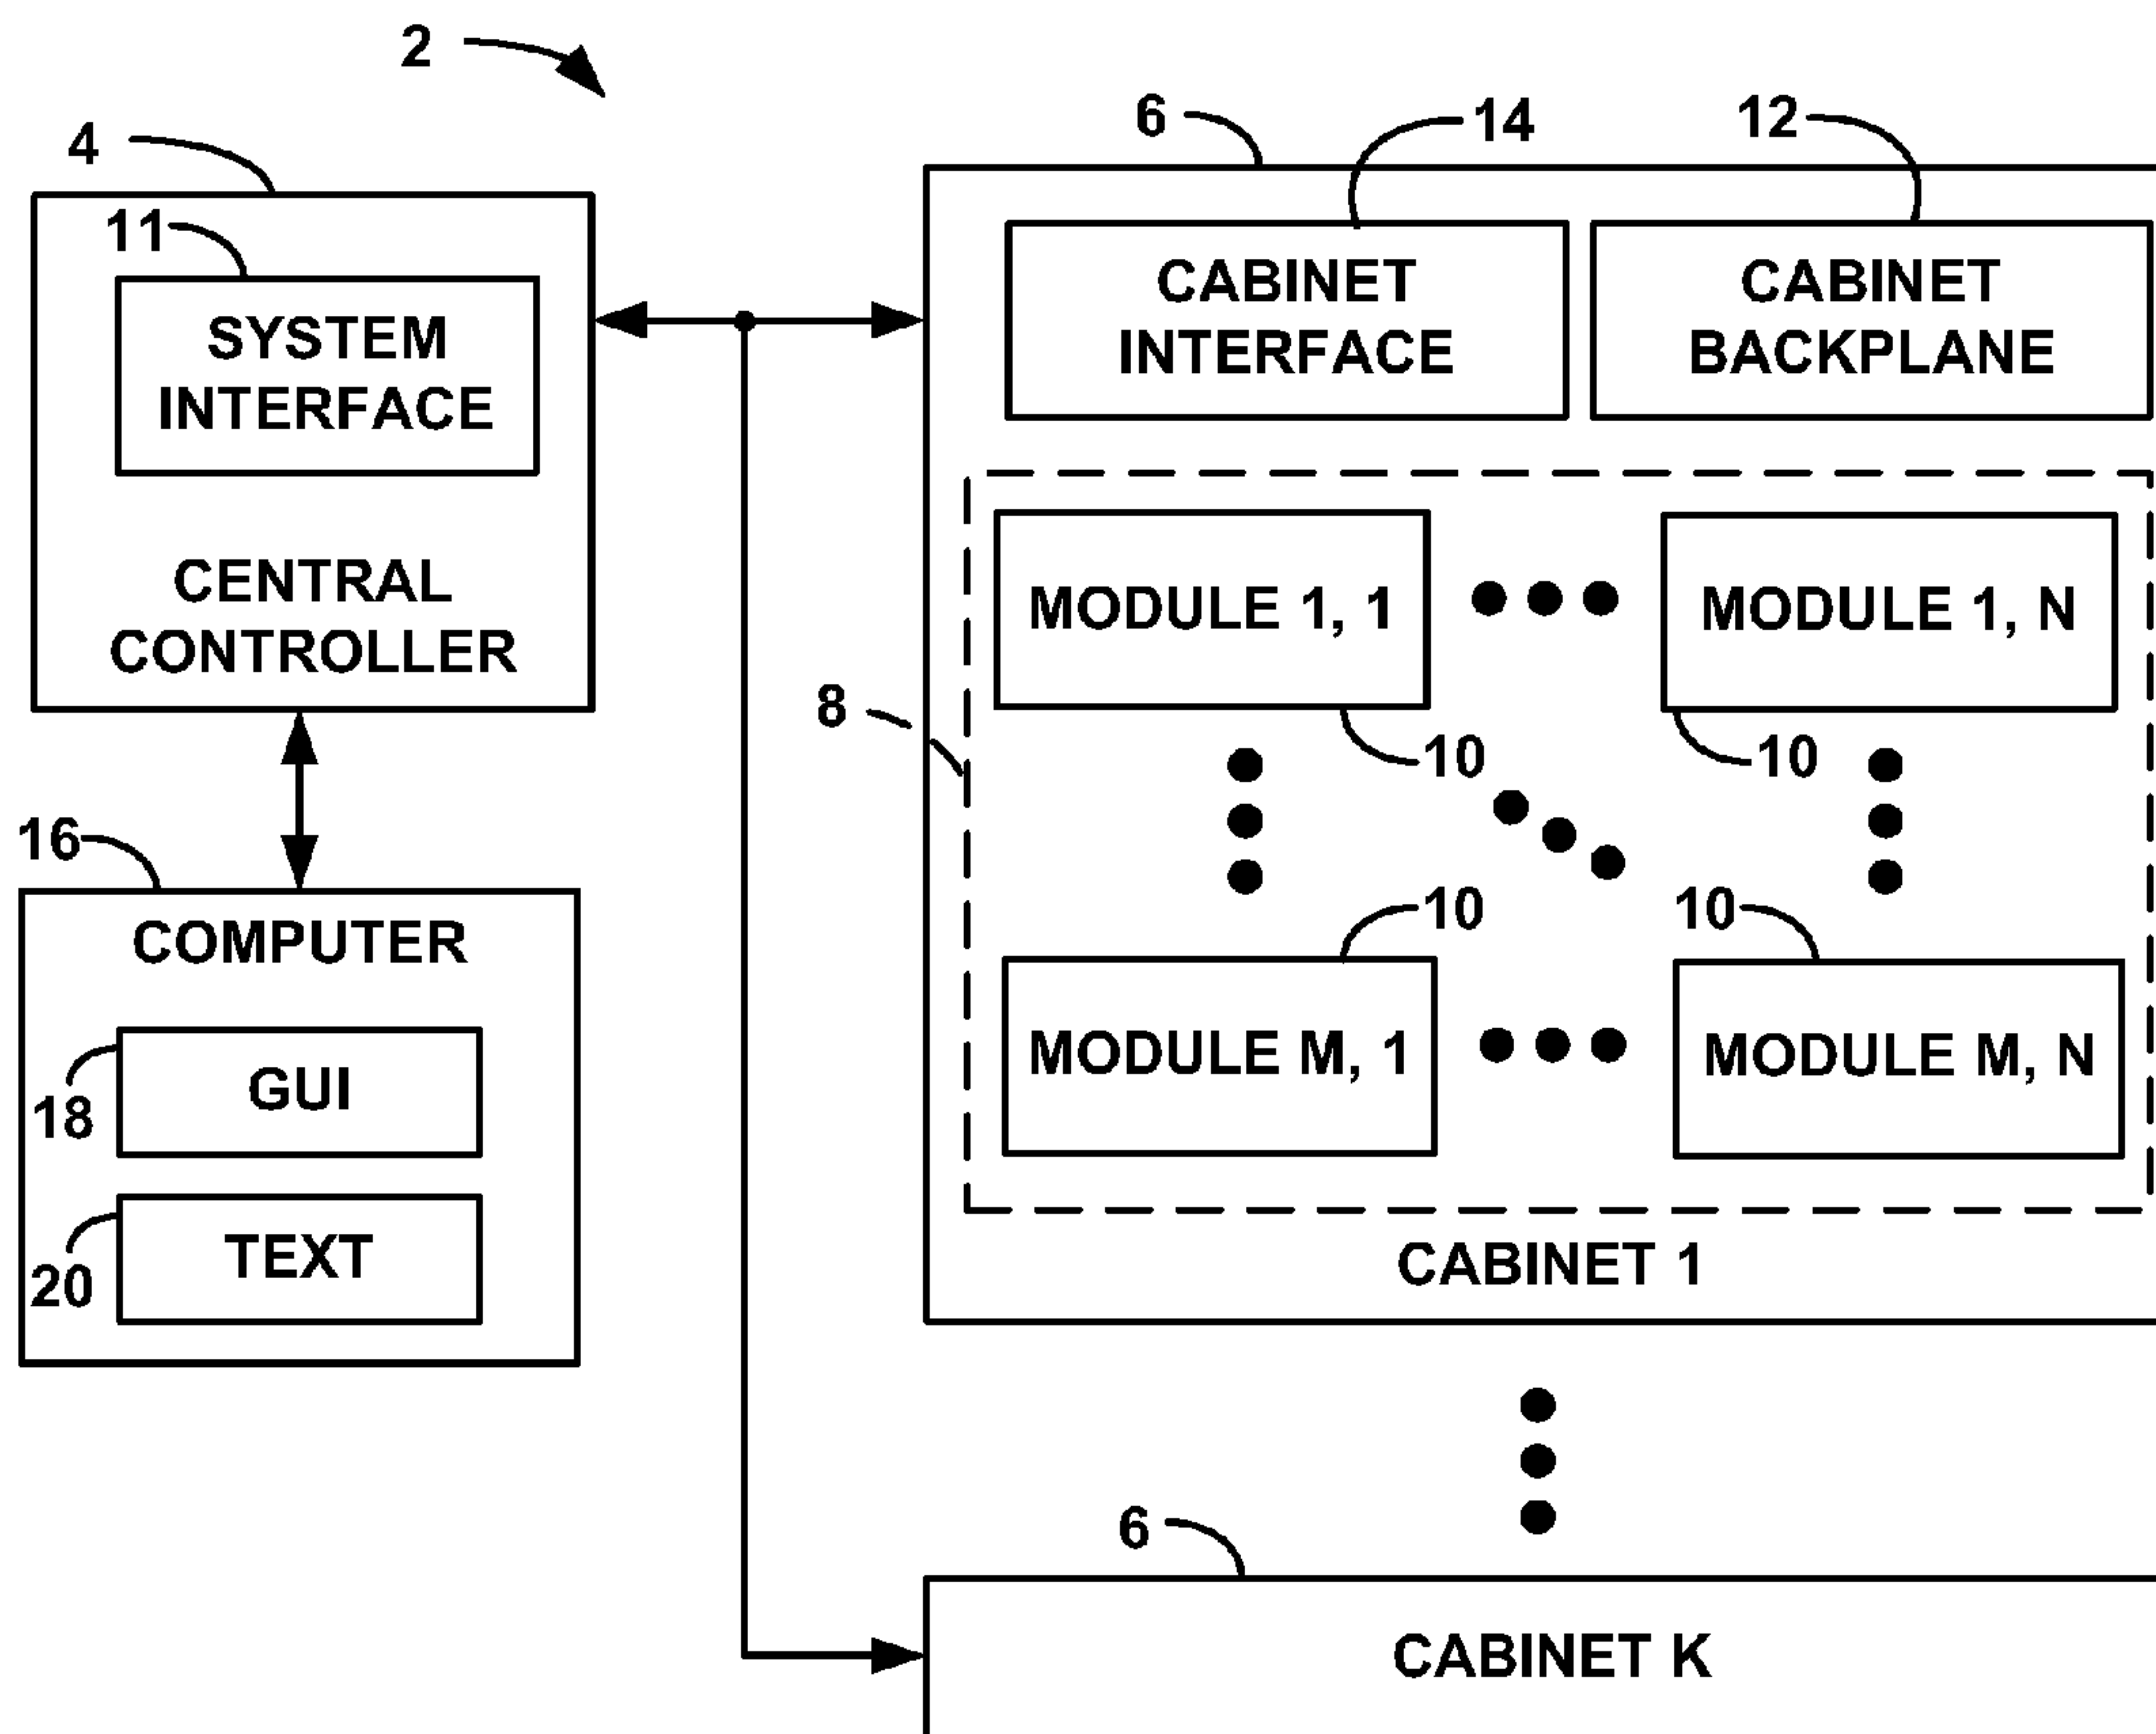 2
4
11
SYSTEM
INTERFACE
CENTRAL
CONTROLLER
16
COMPUTER
18
GUI
20
TEXT
6
14
12
CABINET
INTERFACE
CABINET
BACKPLANE
8
MODULE 1, 1
MODULE 1, N
10
10
10
10
MODULE M, 1
MODULE M, N
CABINET 1
6
CABINET K